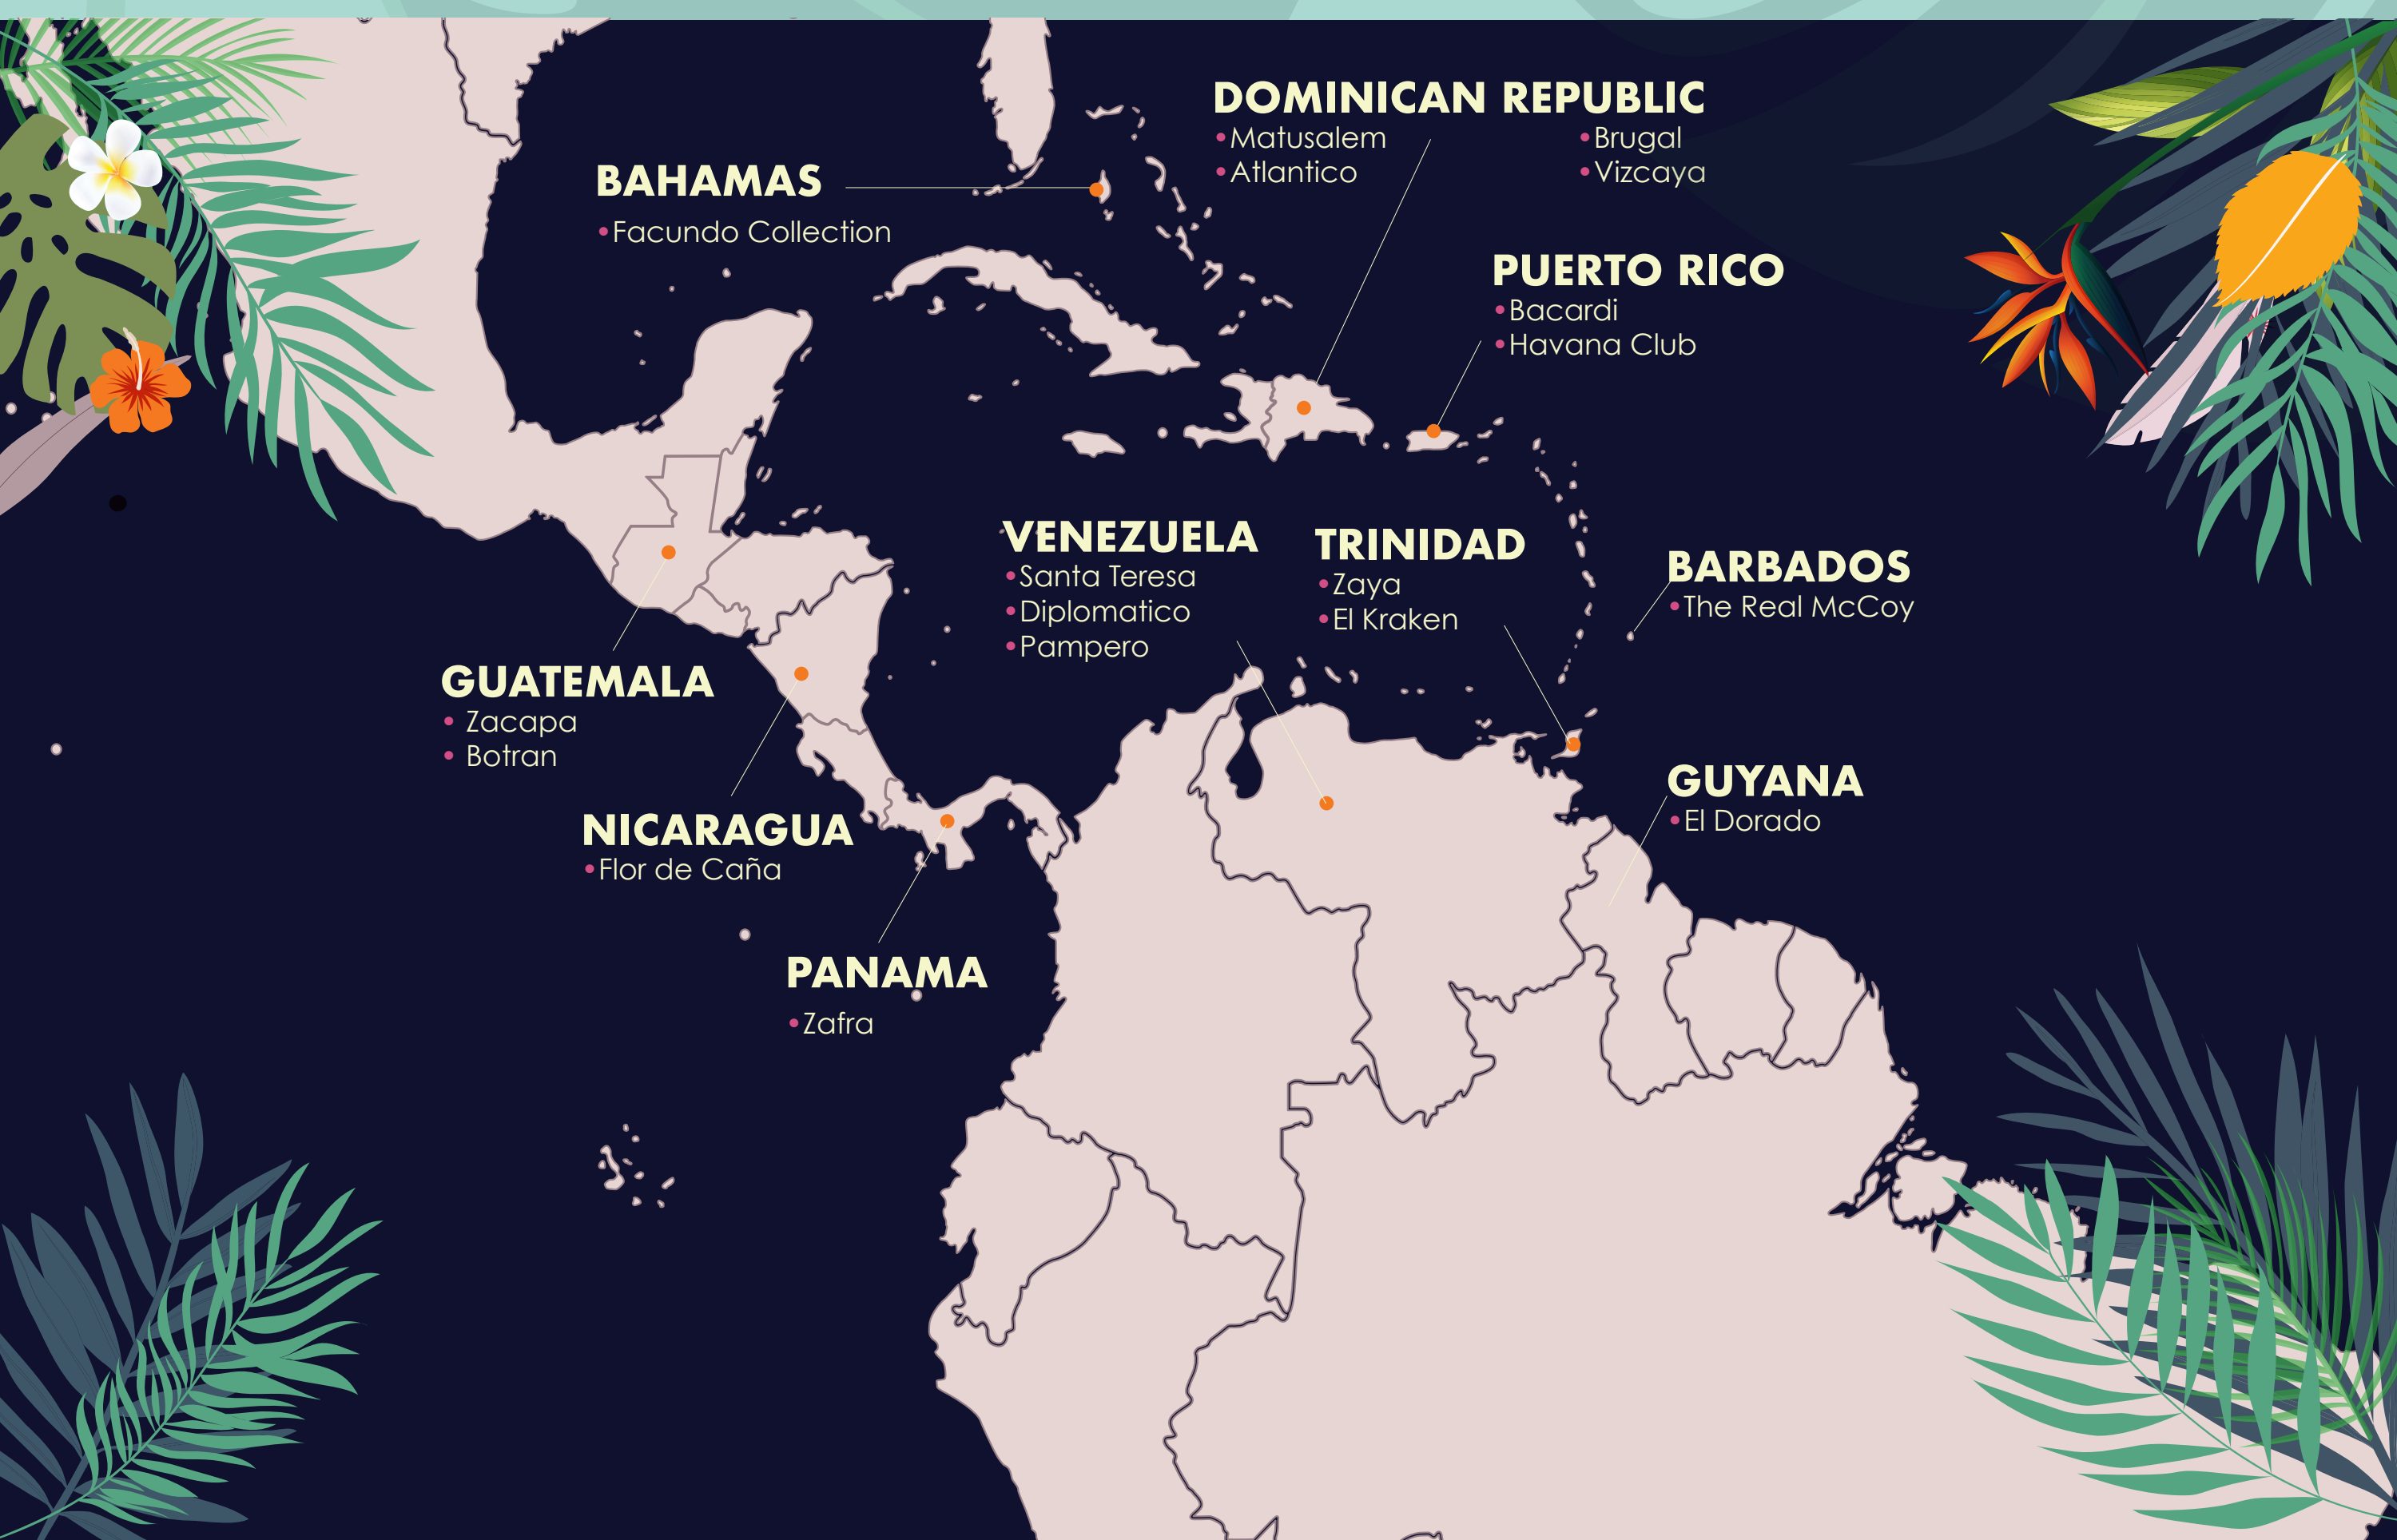 DOMINICAN REPUBLIC
•Matusalem •Brugal
•Atlantico •Vizcaya
BAHAMAS
•Facundo Collection
PUERTO RICO
•Bacardi
•Havana Club
VENEZUELA
•Santa Teresa
•Diplomatico
•Pampero
TRINIDAD
•Zaya
•El Kraken
BARBADOS
•The Real McCoy
GUATEMALA
• Zacapa
• Botran
NICARAGUA
•Flor de Caña
GUYANA
•El Dorado
PANAMA
•Zafra